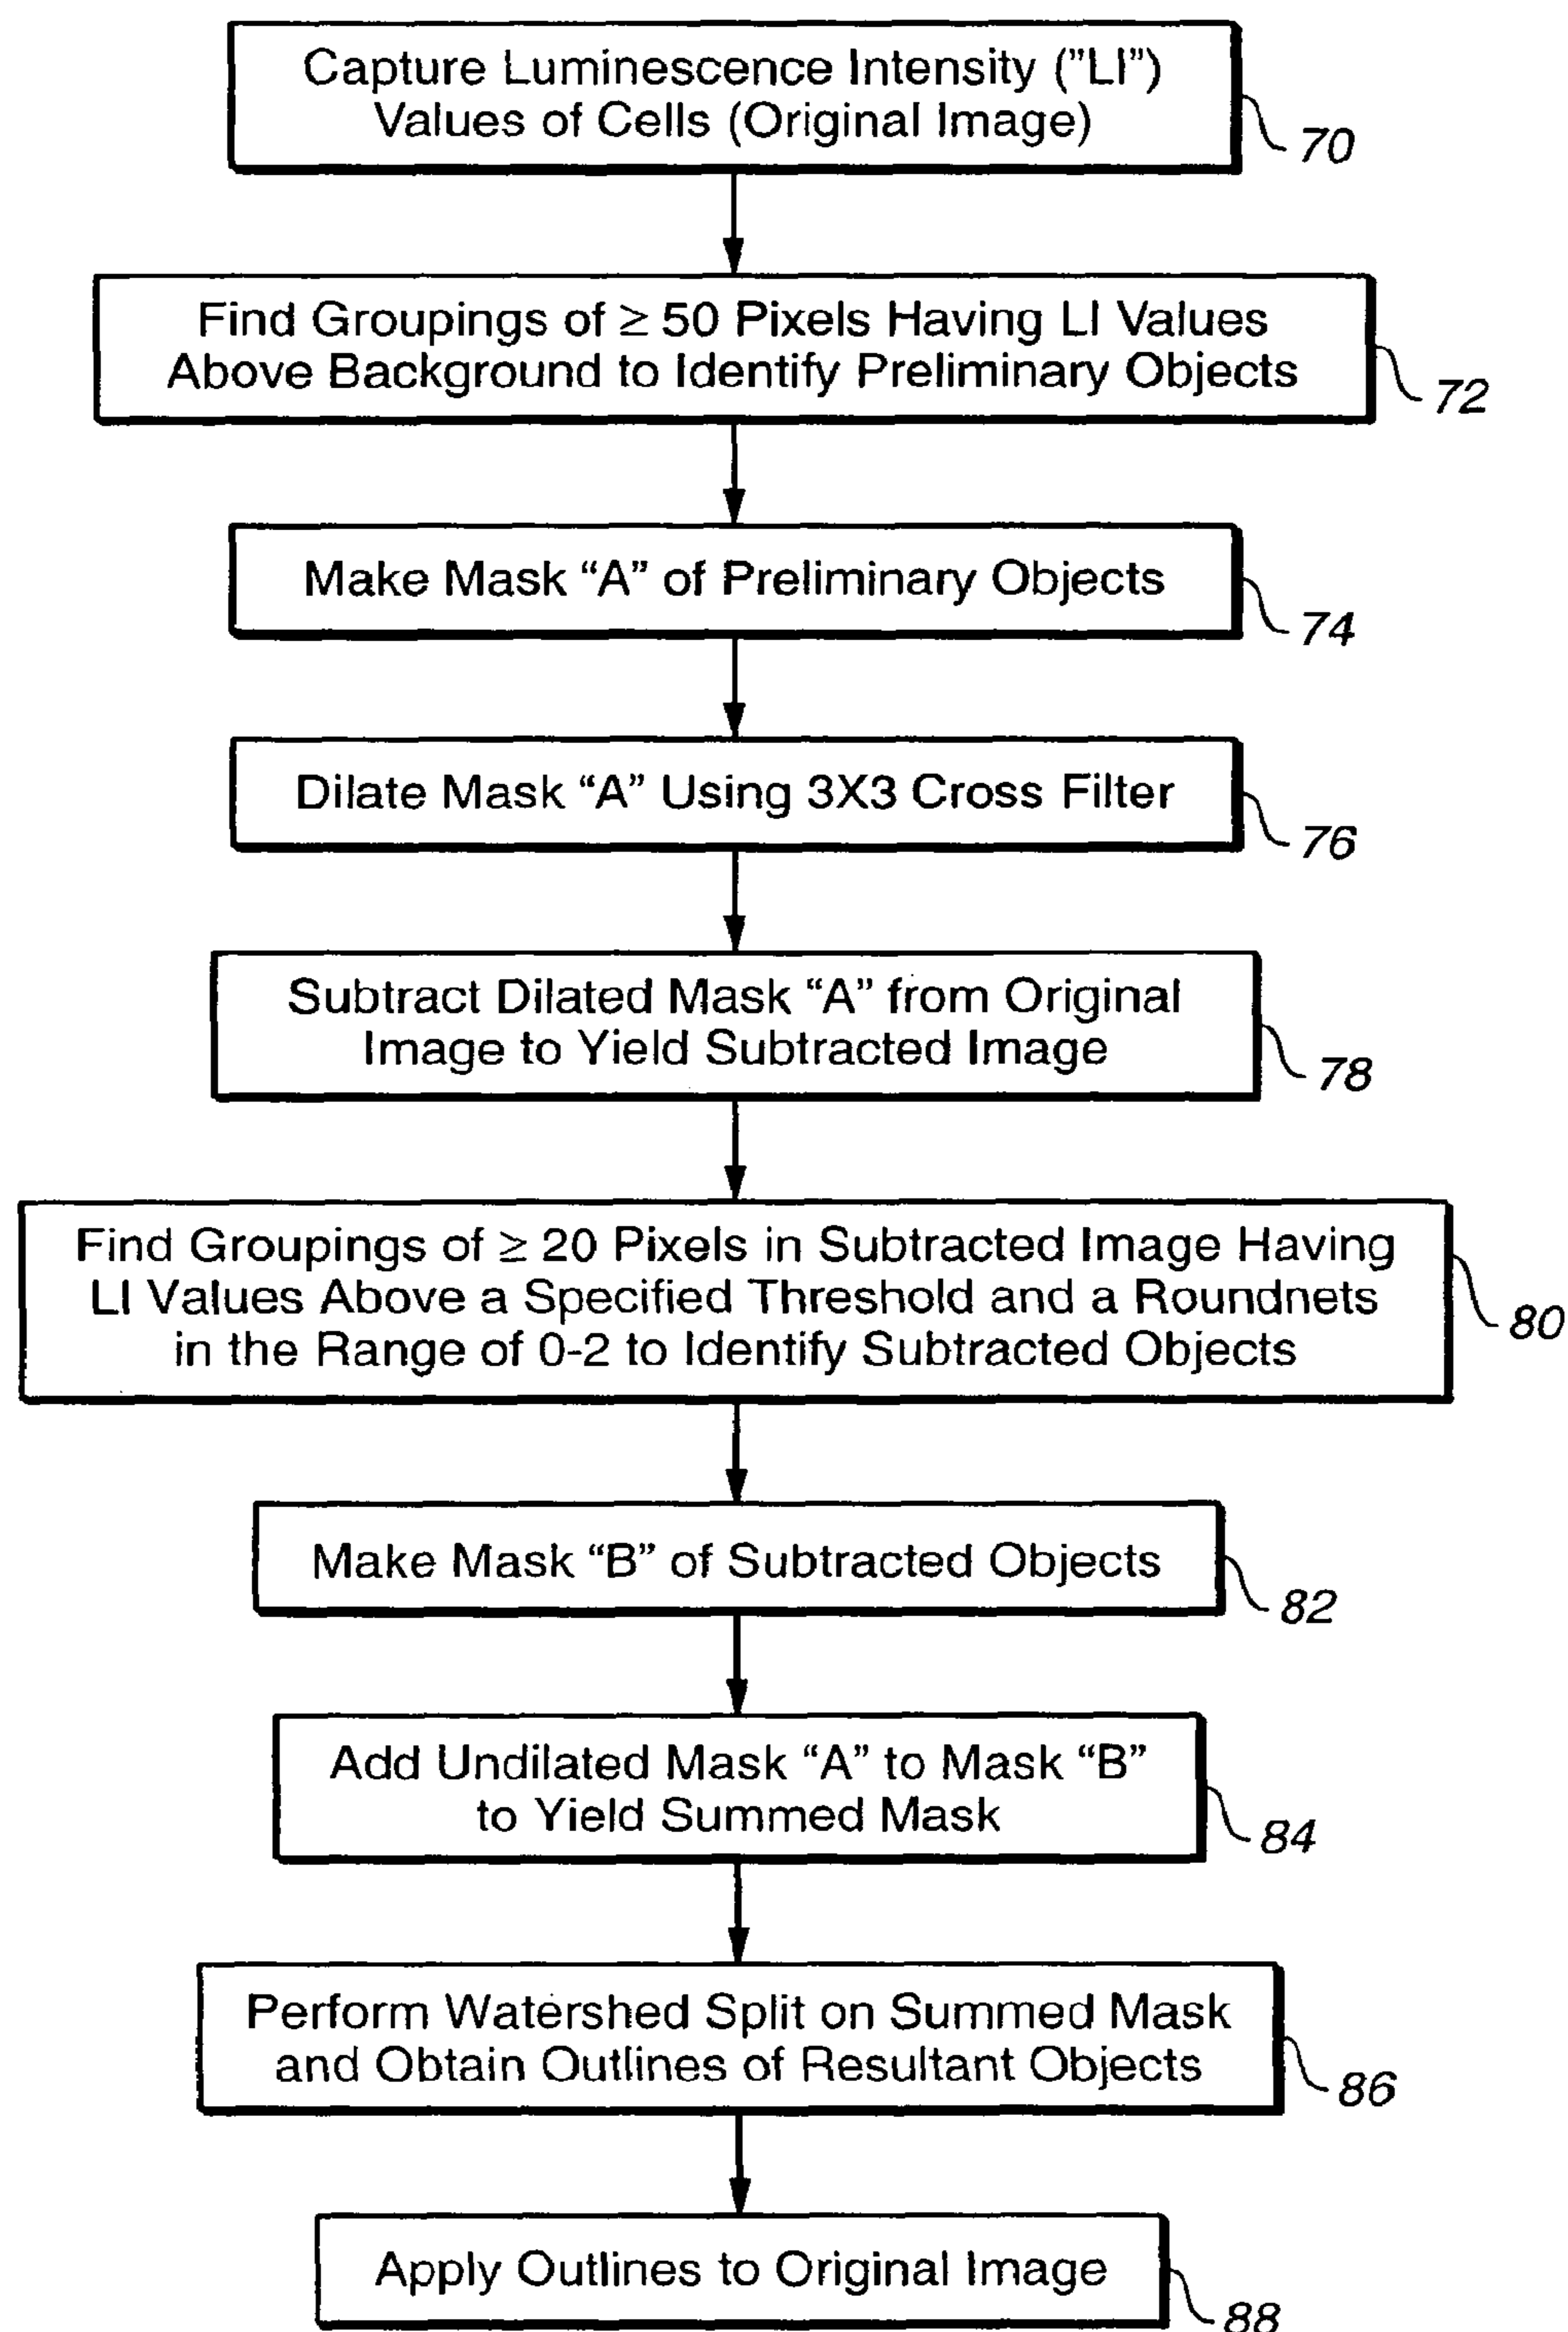 Capture Luminescence Intensity ("LI")
Values of Cells (Original Image)
70
Find Groupings of ≥ 50 Pixels Having LI Values
Above Background to Identify Preliminary Objects
72
Make Mask “A” of Preliminary Objects
74
Dilate Mask “A” Using 3X3 Cross Filter
76
Subtract Dilated Mask “A” from Original
Image to Yield Subtracted Image
78
Find Groupings of ≥ 20 Pixels in Subtracted Image Having
LI Values Above a Specified Threshold and a Roundnets
in the Range of 0-2 to Identify Subtracted Objects
80
Make Mask “B” of Subtracted Objects
82
Add Undilated Mask “A” to Mask “B”
to Yield Summed Mask
84
Perform Watershed Split on Summed Mask
and Obtain Outlines of Resultant Objects
86
Apply Outlines to Original Image
88